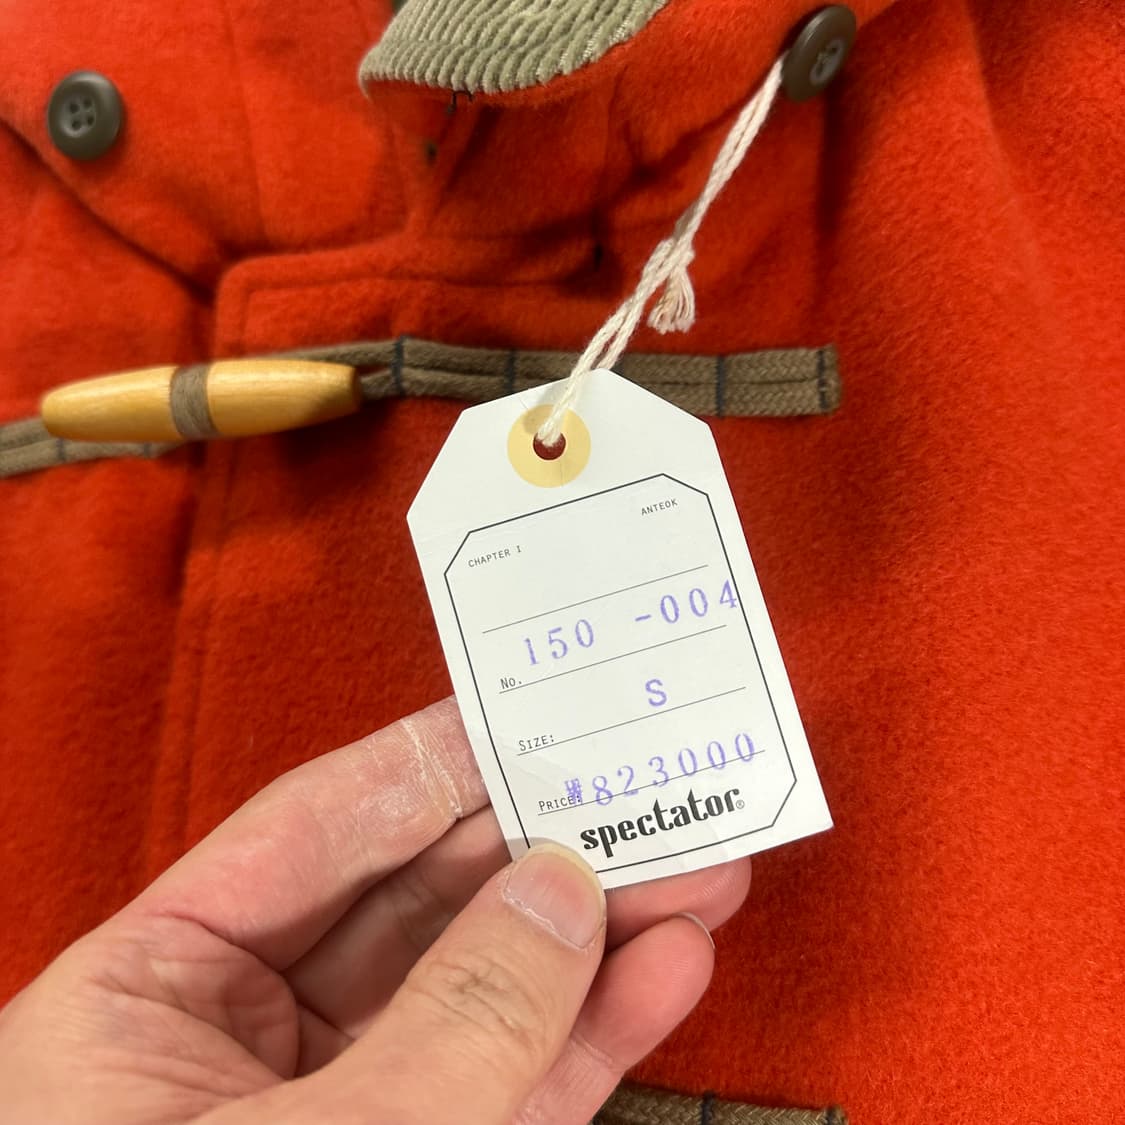 ANTEOK
CHAPTER I
No. 150 -004
SIZE: S
PRICE: ₩823000
spectator®